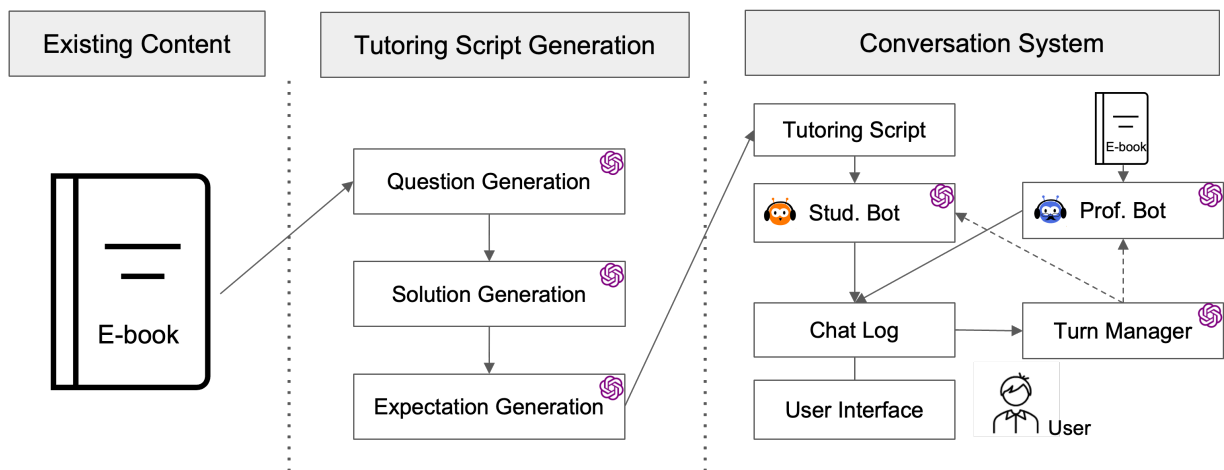 Existing Content
Tutoring Script Generation
Conversation System
E-book
Question Generation
Solution Generation
Expectation Generation
Tutoring Script
E-book
Stud. Bot
Prof. Bot
Chat Log
Turn Manager
User Interface
User